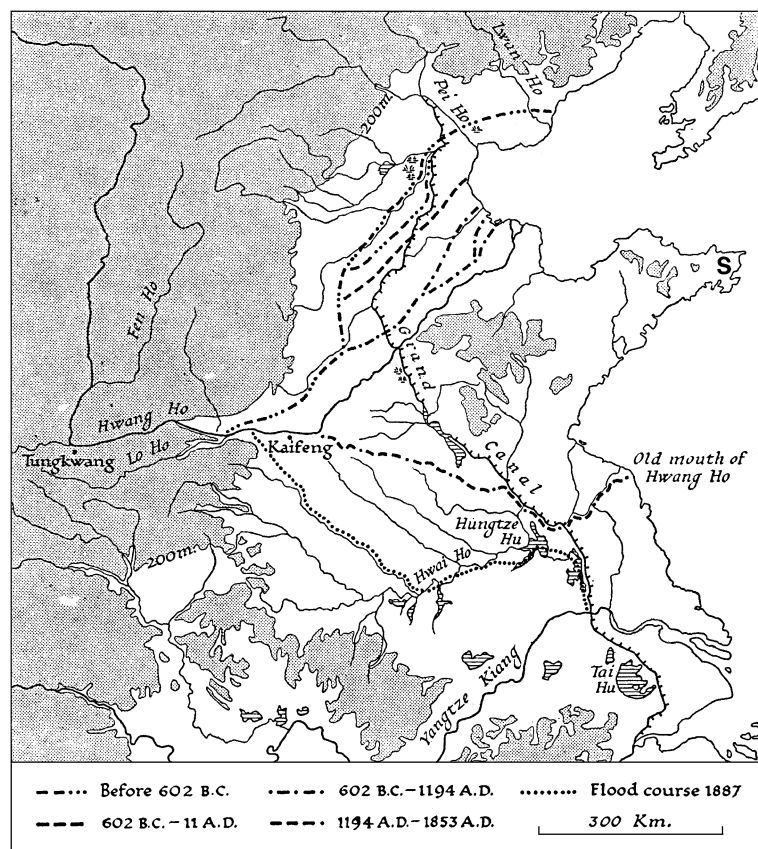 Lwan Ho
Pei Ho
200m.
S
Fen Ho
Grand
Canal
Hwang Ho
Tungkwang
Lo Ho
Kaifeng
Old mouth of
Hwang Ho
Hungtze
Hu
200m.
Hwai Ho
Tai
Hu
Yangtze Kiang
Before 602 B.C.
602 B.C.-1194 A.D.
Flood course 1887
602 B.C.-11 A.D.
1194 A.D.-1853 A.D.
300 Km.